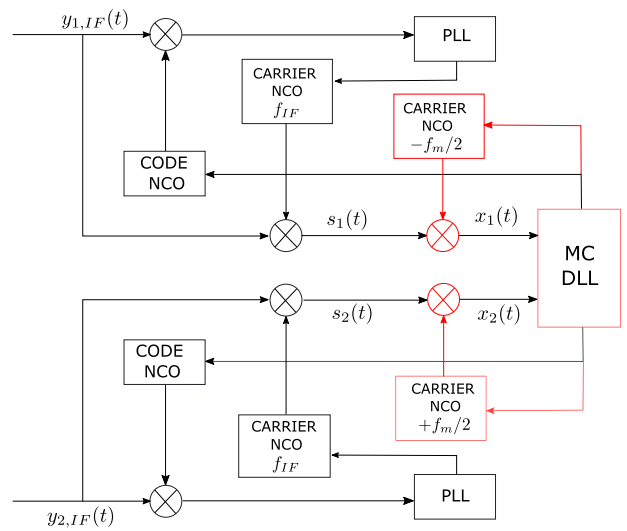 y_{1,IF}(t)
PLL
CARRIER
NCO
f_{IF}
CARRIER
NCO
−f_m/2
CODE
NCO
s_1(t)
x_1(t)
MC
DLL
s_2(t)
x_2(t)
CODE
NCO
CARRIER
NCO
+f_m/2
CARRIER
NCO
f_{IF}
PLL
y_{2,IF}(t)